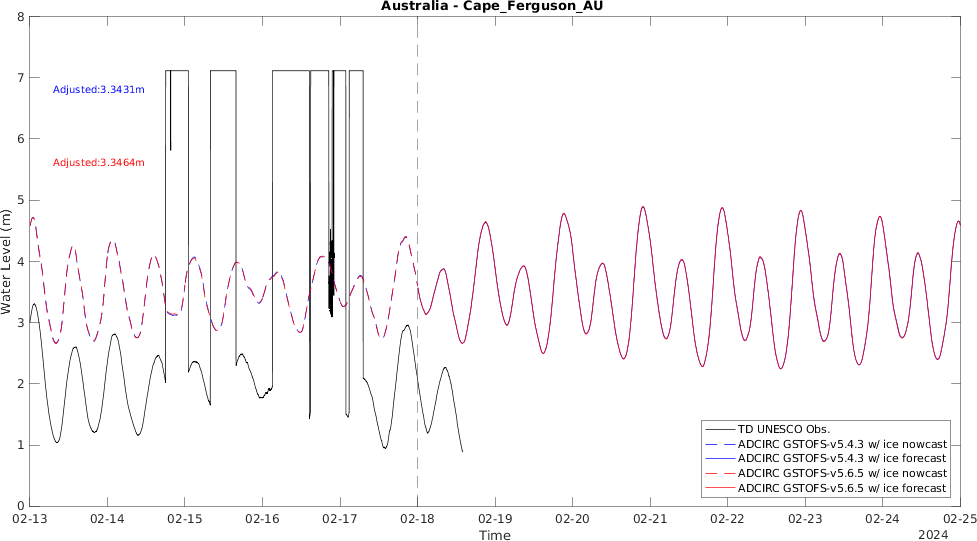 Australia - Cape_Ferguson_AU
8
7
6
5
4
3
2
1
0
Water Level (m)
Adjusted:3.3431m
Adjusted:3.3464m
TD UNESCO Obs.
ADCIRC GSTOFS-v5.4.3 w/ ice nowcast
ADCIRC GSTOFS-v5.4.3 w/ ice forecast
ADCIRC GSTOFS-v5.6.5 w/ ice nowcast
ADCIRC GSTOFS-v5.6.5 w/ ice forecast
02-13 02-14 02-15 02-16 02-17 02-18 02-19 02-20 02-21 02-22 02-23 02-24 02-25
Time
2024